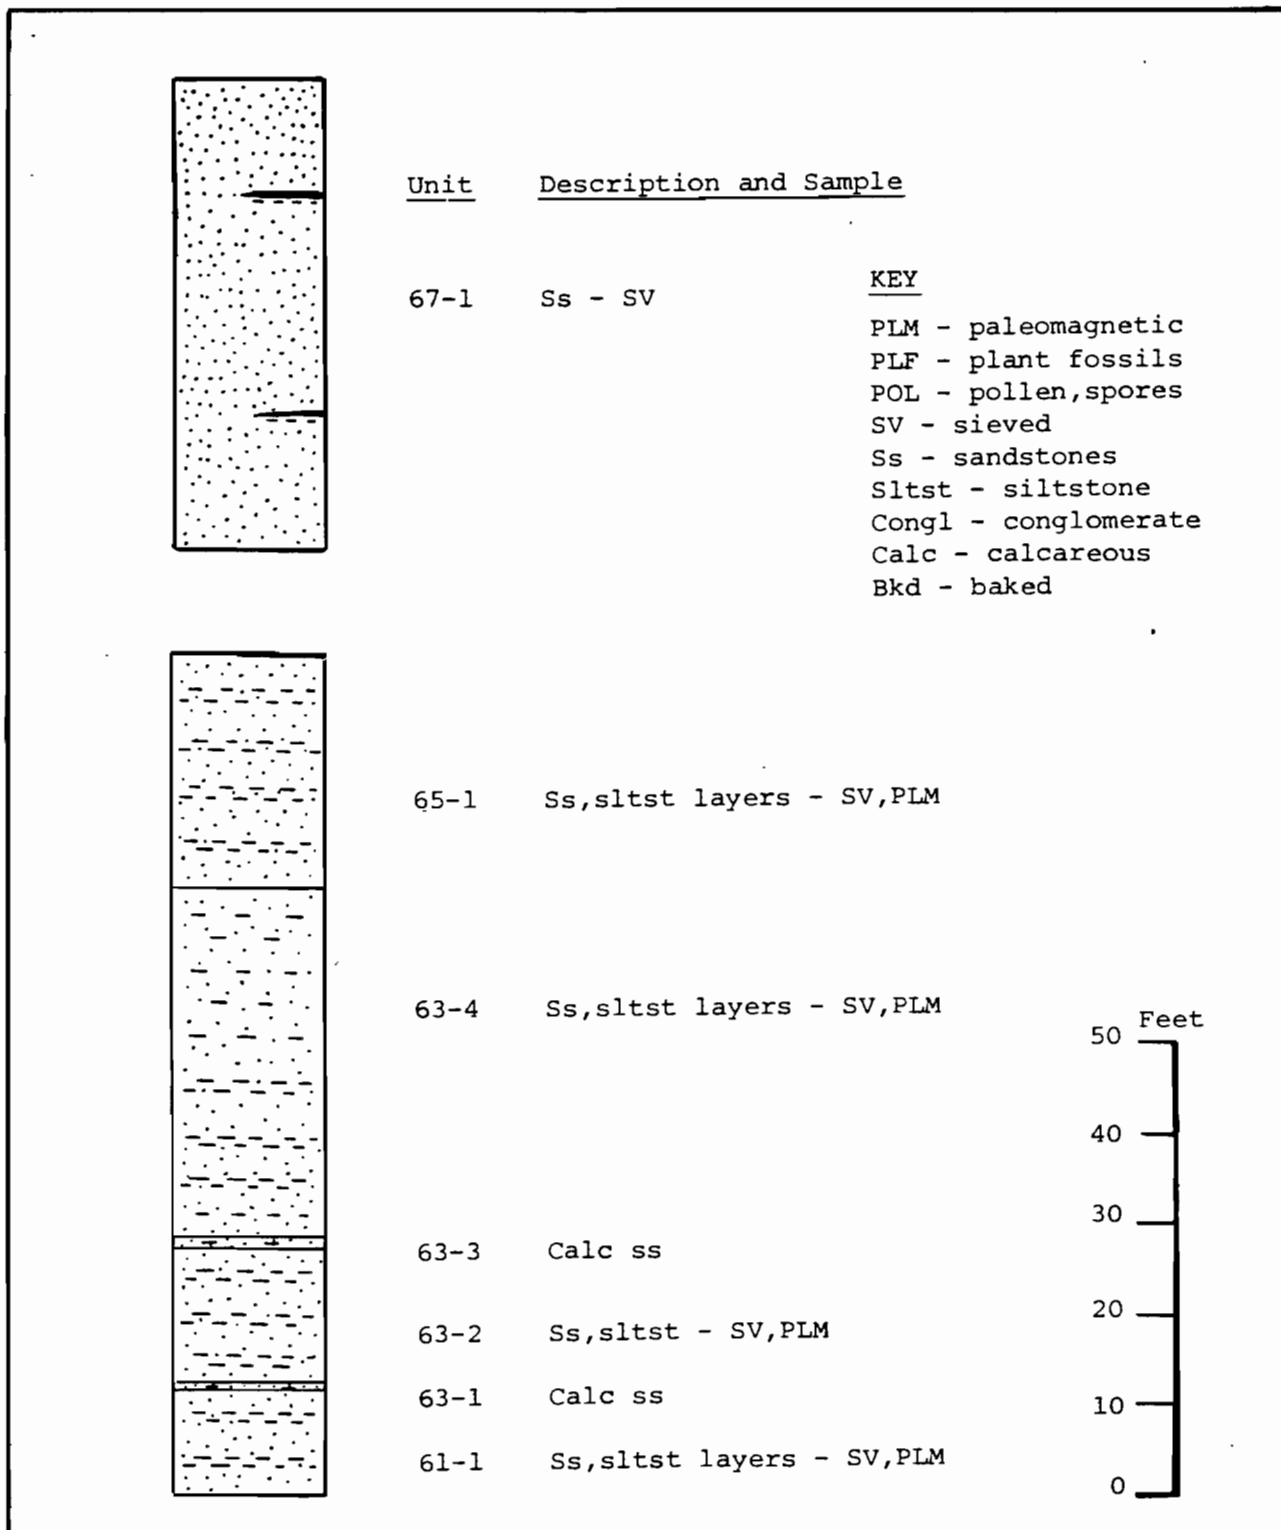 Unit Description and Sample
67-1 Ss - SV
KEY
PLM - paleomagnetic
PLF - plant fossils
POL - pollen,spores
SV - sieved
Ss - sandstones
Sltst - siltstone
Congl - conglomerate
Calc - calcareous
Bkd - baked
65-1 Ss,sltst layers - SV,PLM
63-4 Ss,sltst layers - SV,PLM
Feet
50
40
30
63-3 Calc ss
20
63-2 Ss,sltst - SV,PLM
63-1 Calc ss
10
61-1 Ss,sltst layers - SV,PLM
0